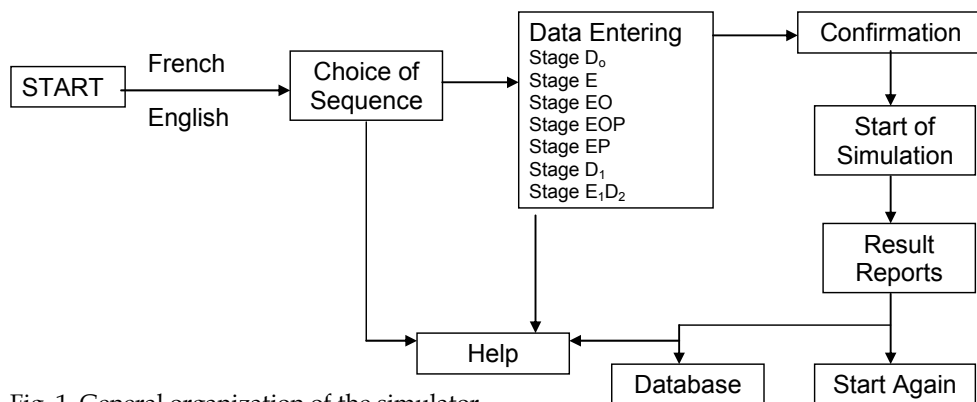 START
French
English
Choice of
Sequence
Data Entering
Stage Dₒ
Stage E
Stage EO
Stage EOP
Stage EP
Stage D₁
Stage E₁D₂
Confirmation
Start of
Simulation
Result
Reports
Help
Database
Start Again
Fig. 1. General organization of the simulator